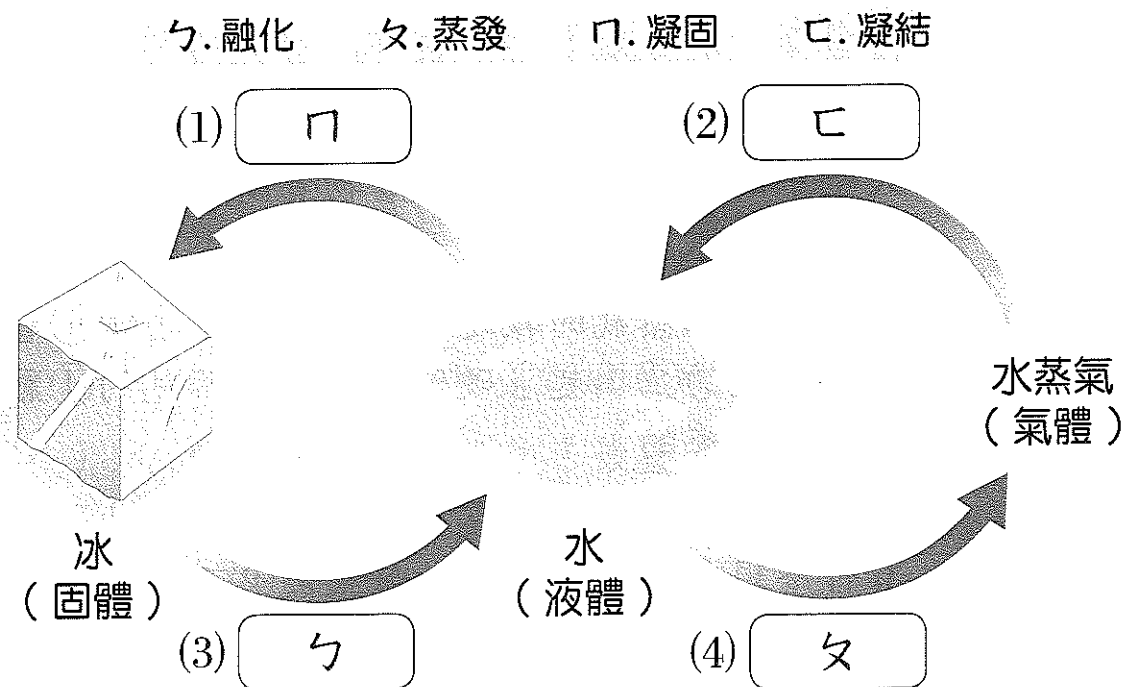 ㄅ.融化 ㄆ.蒸發 ㄇ.凝固 ㄈ.凝結
(1) ㄇ (2) ㄈ
水蒸氣
（氣體）
冰 水
（固體） （液體）
(3) ㄅ (4) ㄆ